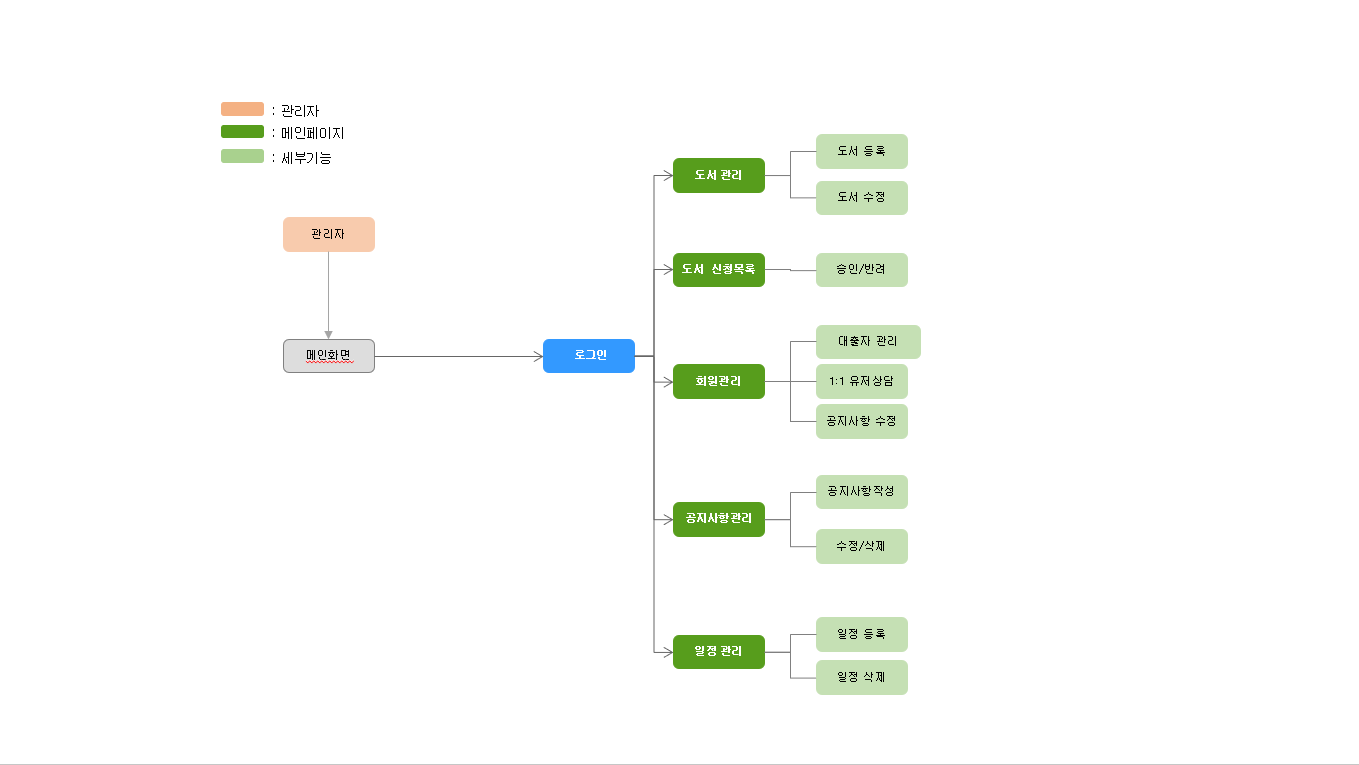 : 관리자
: 메인페이지
: 세부기능
관리자
메인화면
로그인
도서 관리
도서 등록
도서 수정
도서 신청목록
승인/반려
회원관리
대출자 관리
1:1 유저상담
공지사항 수정
공지사항관리
공지사항작성
수정/삭제
일정 관리
일정 등록
일정 삭제